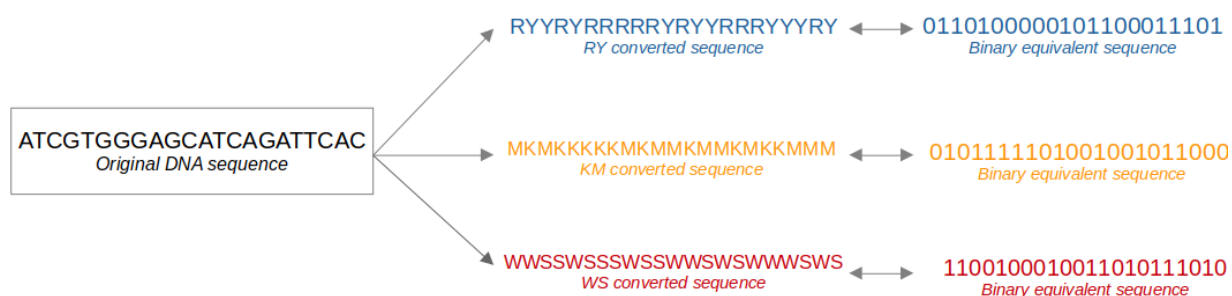 RYYRYRRRRRYRYYRRRYYYRY
RY converted sequence
0110100000101100011101
Binary equivalent sequence
ATCGTGGGAGCATCAGATTCAC
Original DNA sequence
MKMKKKKKMKMMKMMKMKKMMM
KM converted sequence
0101111101001001011000
Binary equivalent sequence
WWSSWSSSWSSWWSWSWWWSWS
WS converted sequence
1100100010011010111010
Binary equivalent sequence